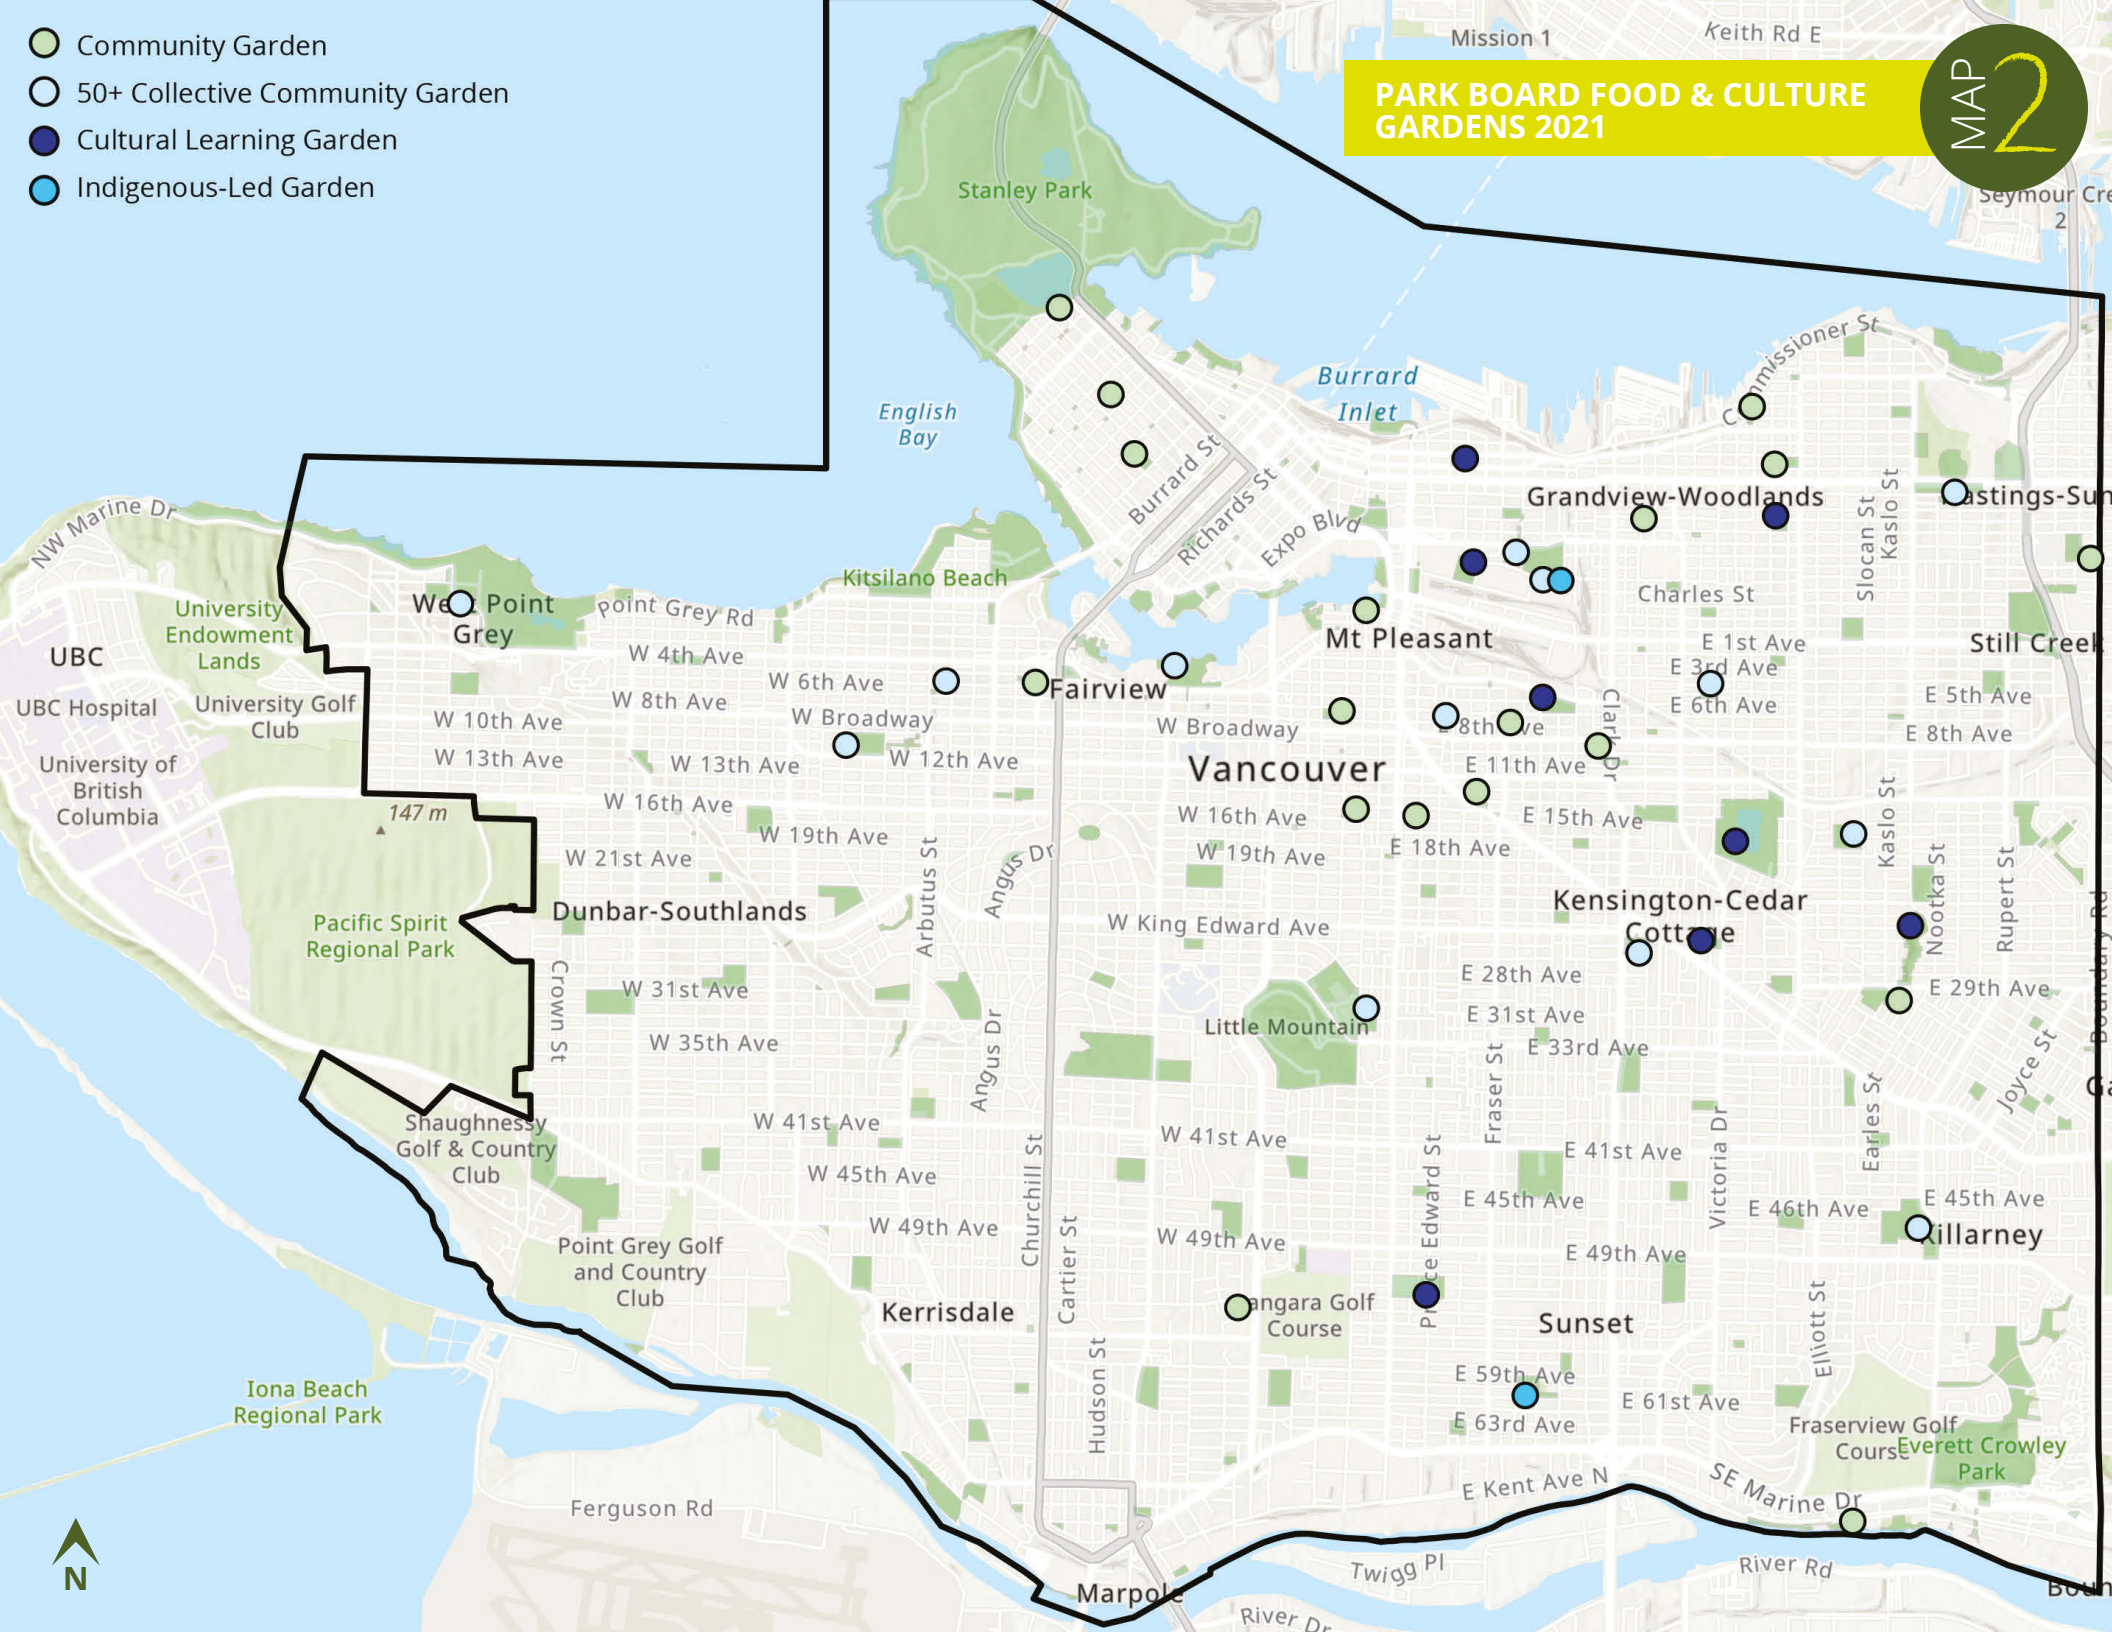 Community Garden
50+ Collective Community Garden
Cultural Learning Garden
Indigenous-Led Garden
PARK BOARD FOOD & CULTURE
GARDENS 2021
MAP
2
Mission 1
Keith Rd E
Seymour Cre
2
Stanley Park
Burrard
Inlet
English
Bay
Commissioner St
Burrard St
Richards St
Expo Blvd
Grandview-Woodlands
Slocan St
Kaslo St
Hastings-Sun
NW Marine Dr
Kitsilano Beach
Charles St
University
Endowment
Lands
West Point
Grey
Point Grey Rd
Mt Pleasant
E 1st Ave
Still Creek
UBC
W 4th Ave
E 3rd Ave
W 6th Ave
Fairview
E 5th Ave
UBC Hospital
University Golf
Club
W 8th Ave
E 6th Ave
W 10th Ave
W Broadway
W Broadway
E 8th Ave
Clark Dr
E 8th Ave
W 13th Ave
W 13th Ave
W 12th Ave
Vancouver
E 11th Ave
University of
British
Columbia
147 m
W 16th Ave
W 16th Ave
E 15th Ave
Kaslo St
W 19th Ave
W 19th Ave
E 18th Ave
W 21st Ave
Arbutus St
Angus Dr
Nootka St
Rupert St
Pacific Spirit
Regional Park
Dunbar-Southlands
W King Edward Ave
Kensington-Cedar
Cottage
Boundary Rd
Crown St
W 31st Ave
E 28th Ave
E 29th Ave
Little Mountain
E 31st Ave
W 35th Ave
E 33rd Ave
Angus Dr
Fraser St
Joyce St
Ga
Shaughnessy
Golf & Country
Club
W 41st Ave
W 41st Ave
E 41st Ave
Earles St
W 45th Ave
Churchill St
Prince Edward St
E 45th Ave
Victoria Dr
E 46th Ave
E 45th Ave
W 49th Ave
W 49th Ave
E 49th Ave
Killarney
Point Grey Golf
and Country
Club
Cartier St
Kerrisdale
Langara Golf
Course
Sunset
Elliott St
Iona Beach
Regional Park
Hudson St
E 59th Ave
E 61st Ave
E 63rd Ave
Fraserview Golf
Course
Everett Crowley
Park
E Kent Ave N
SE Marine Dr
Ferguson Rd
Twigg Pl
River Rd
N
Marpole
River Dr
Boun